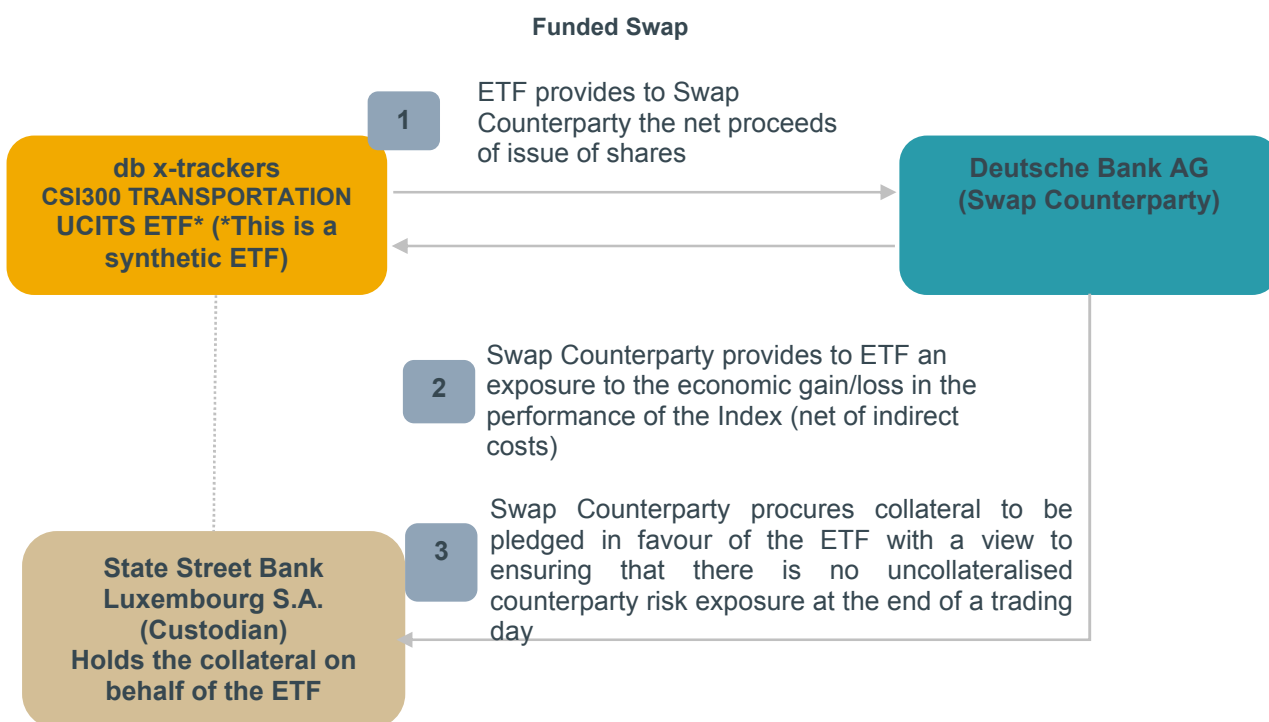 Funded Swap
1
ETF provides to Swap
Counterparty the net proceeds
of issue of shares
db x-trackers
CSI300 TRANSPORTATION
UCITS ETF* (*This is a
synthetic ETF)
Deutsche Bank AG
(Swap Counterparty)
2
Swap Counterparty provides to ETF an
exposure to the economic gain/loss in the
performance of the Index (net of indirect
costs)
3
Swap Counterparty procures collateral to be
pledged in favour of the ETF with a view to
ensuring that there is no uncollateralised
counterparty risk exposure at the end of a trading
day
State Street Bank
Luxembourg S.A.
(Custodian)
Holds the collateral on
behalf of the ETF